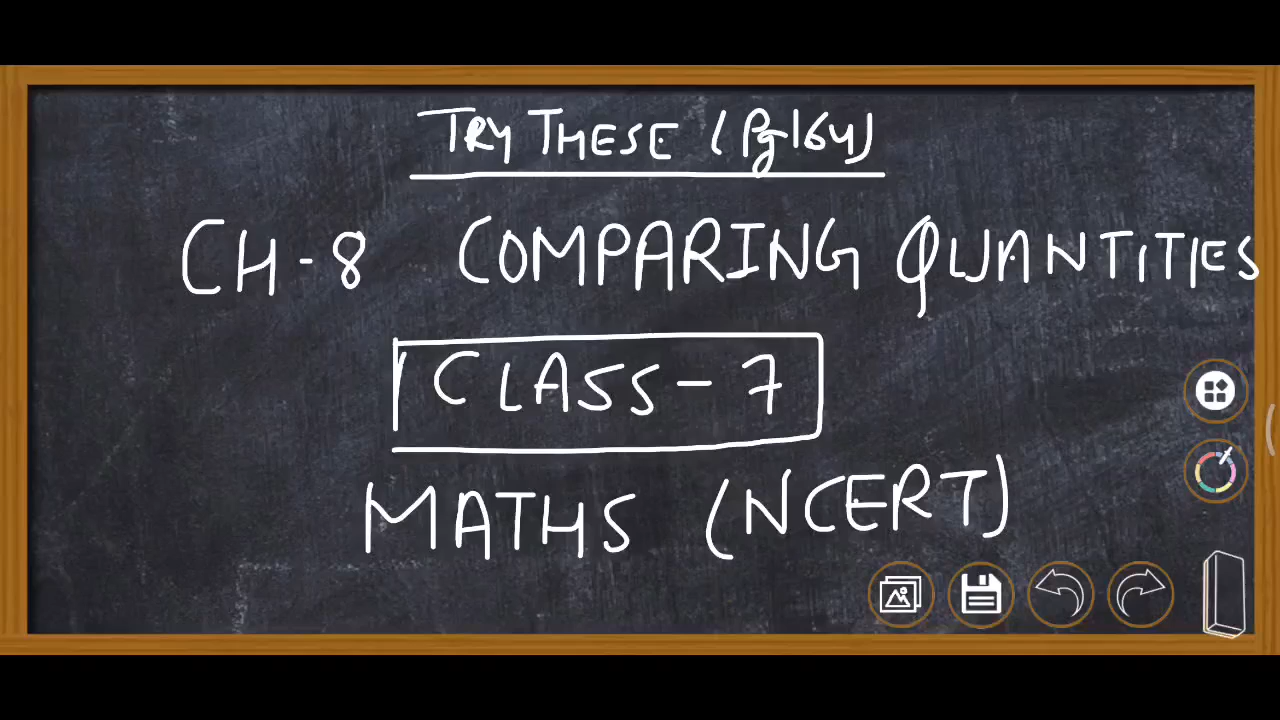 TRY THESE (Pg164)
CH-8 COMPARING QUANTITIES
CLASS-7
MATHS (NCERT)